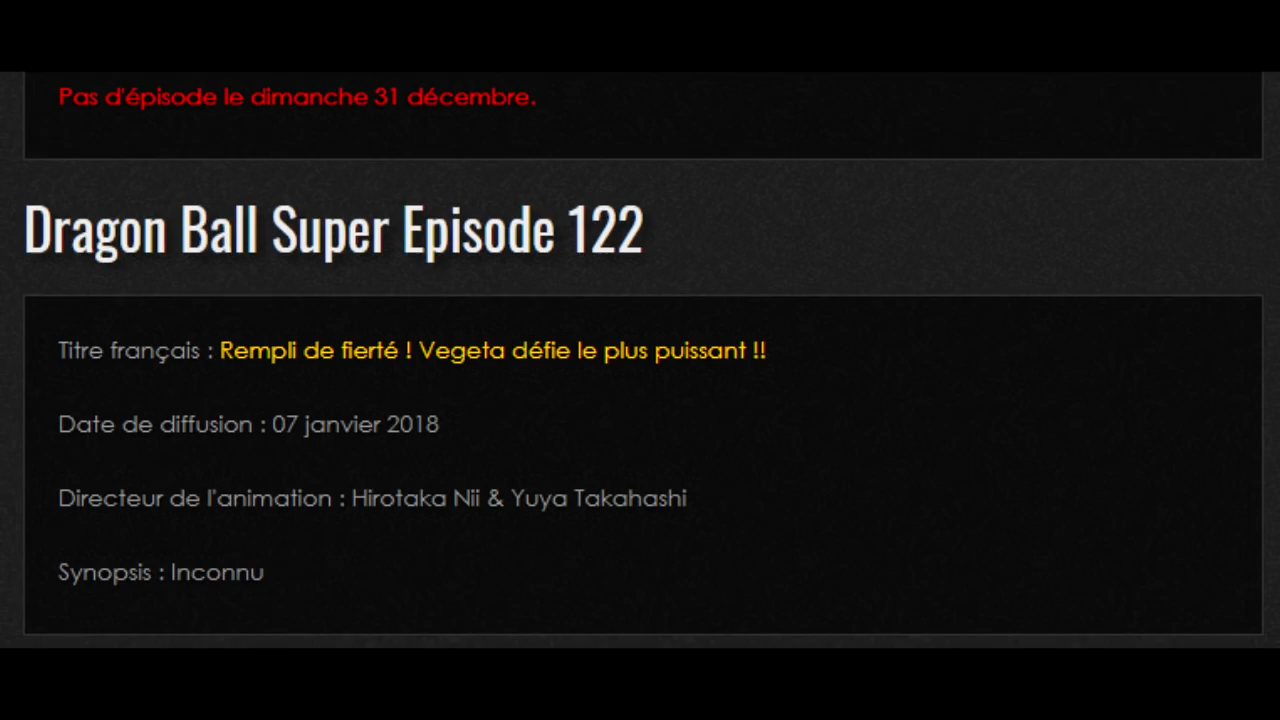 Pas d'épisode le dimanche 31 décembre.
Dragon Ball Super Episode 122
Titre français : Rempli de fierté ! Vegeta défie le plus puissant !!
Date de diffusion : 07 janvier 2018
Directeur de l'animation : Hirotaka Nii & Yuya Takahashi
Synopsis : Inconnu